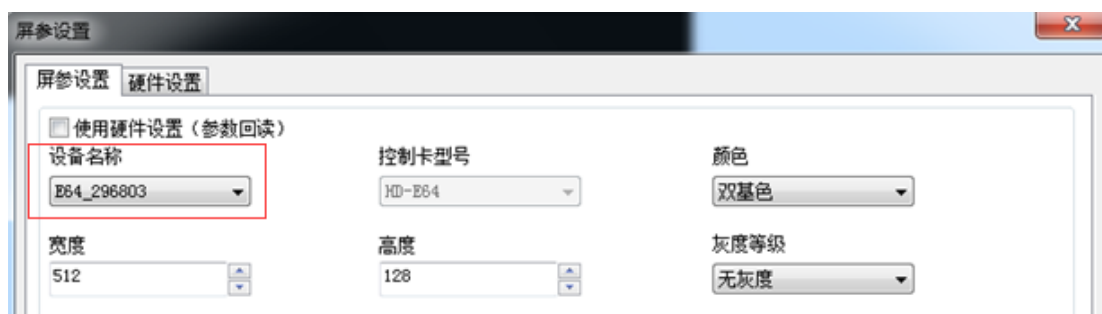 屏参设置
屏参设置 硬件设置
使用硬件设置（参数回读）
设备名称 控制卡型号 颜色
E64_296803 HD-E64 双基色
宽度 高度 灰度等级
512 128 无灰度